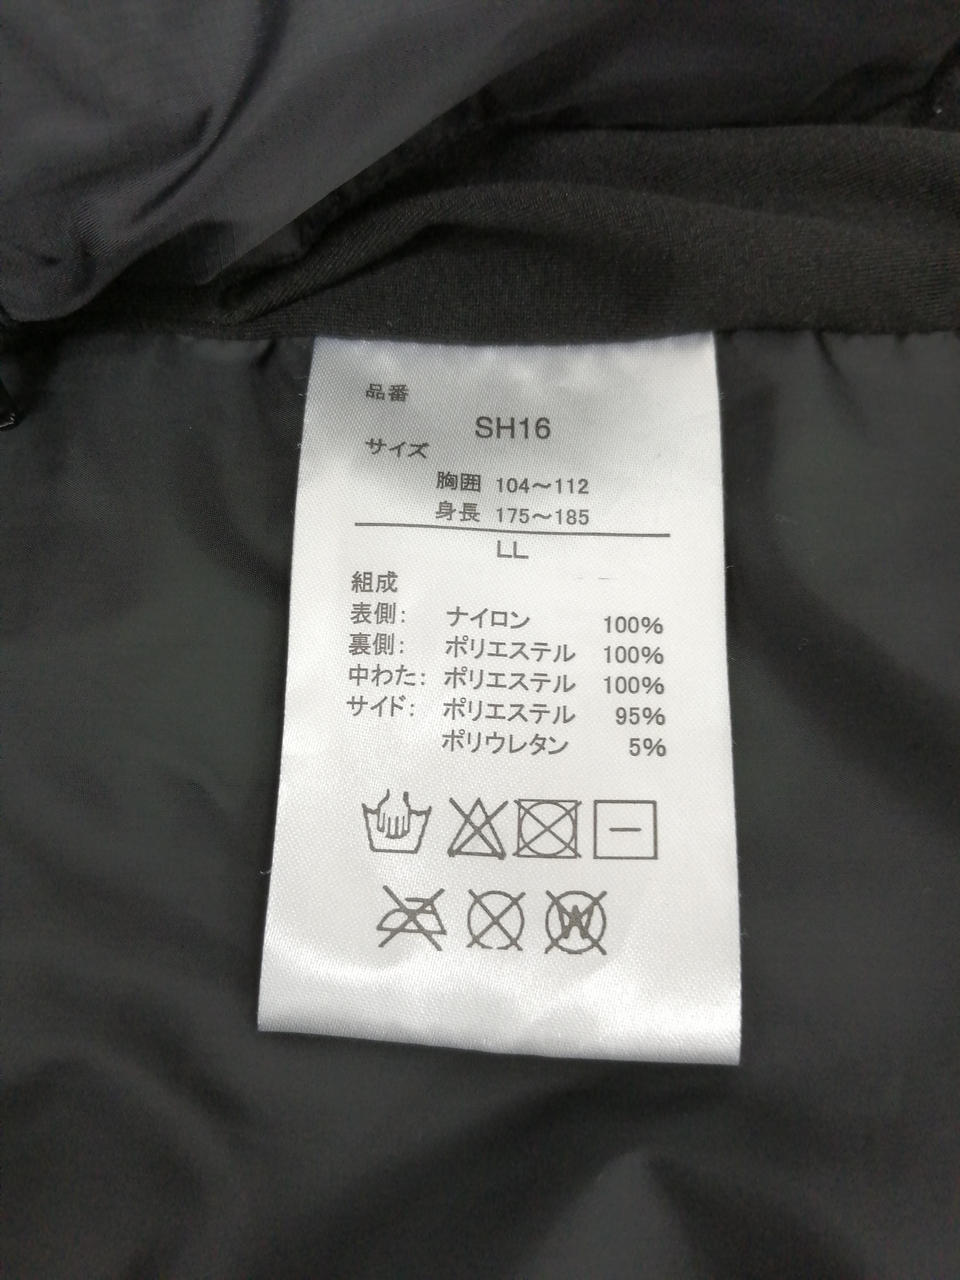 品番
SH16
サイズ
胸囲 104～112
身長 175～185
LL
組成
表側: ナイロン 100%
裏側: ポリエステル 100%
中わた: ポリエステル 100%
サイド: ポリエステル 95%
ポリウレタン 5%
W